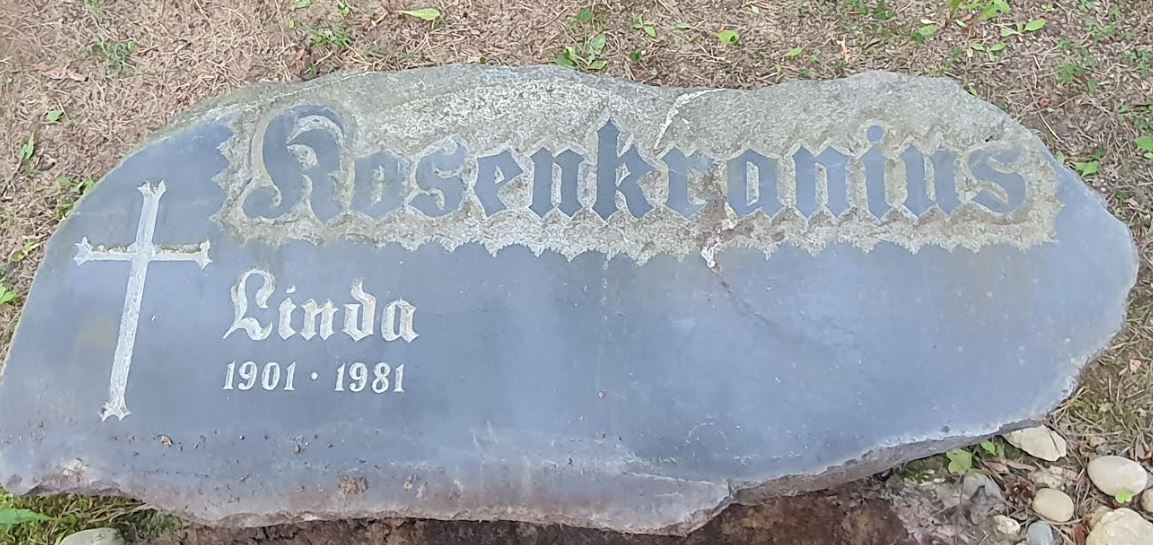 Rosenkranius
Linda
1901 · 1981